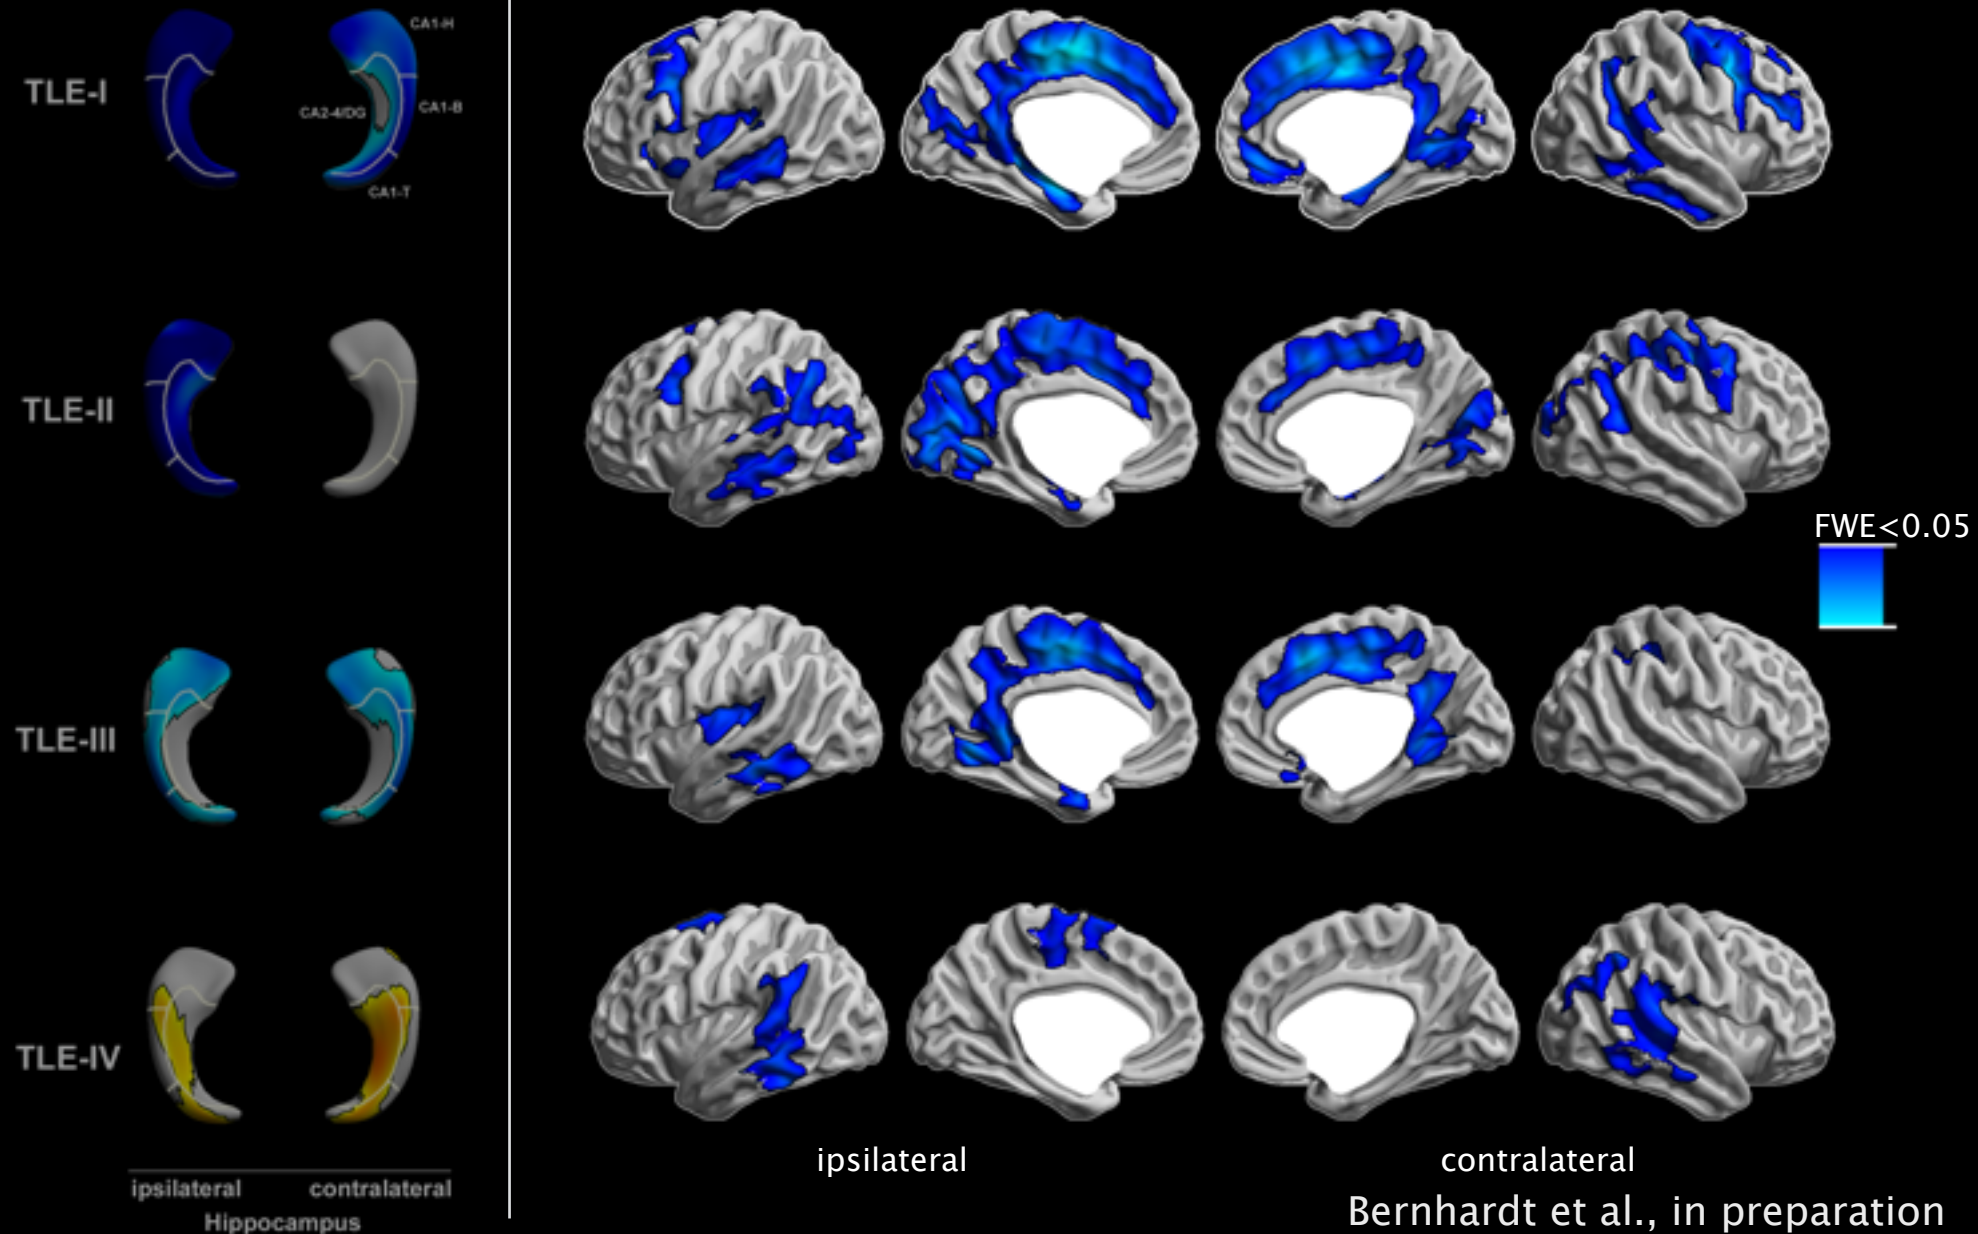 CA1-H
TLE-I
CA2-4/DG
CA1-B
CA1-T
TLE-II
FWE<0.05
TLE-III
TLE-IV
ipsilateral
contralateral
ipsilateral
contralateral
Hippocampus
Bernhardt et al., in preparation